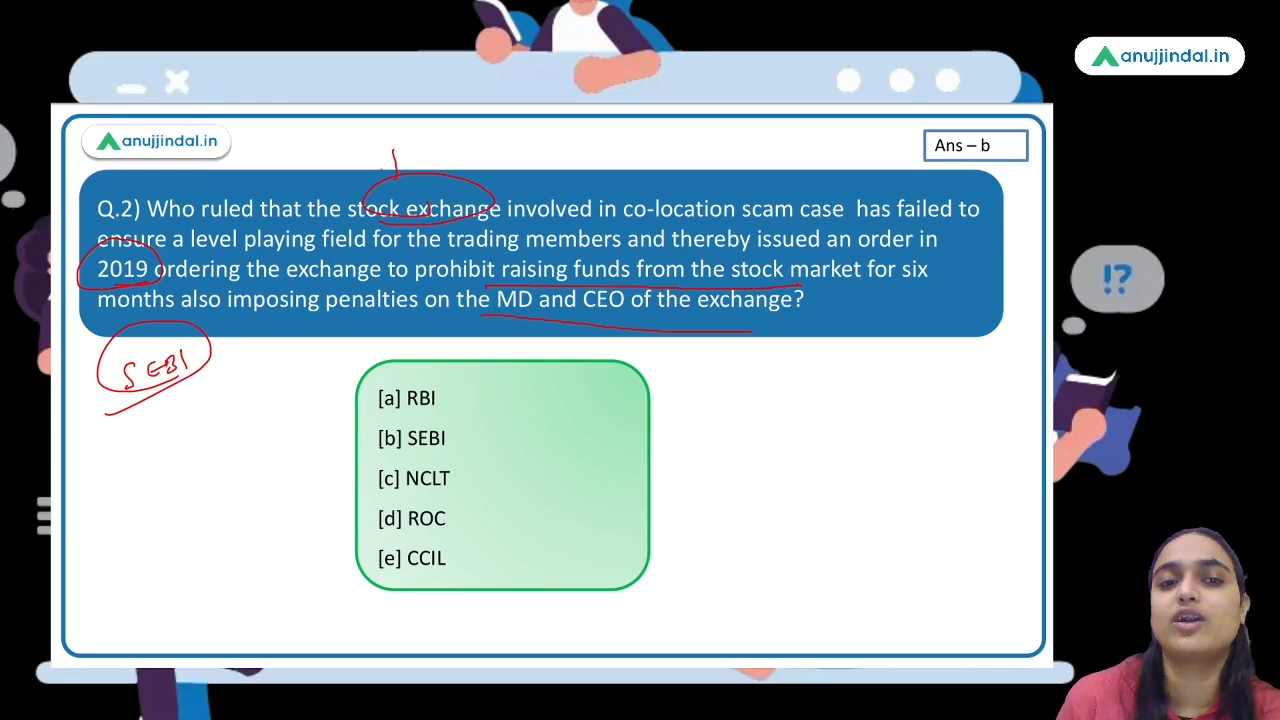 anujjindal.in
anujjindal.in
Ans – b
Q.2) Who ruled that the stock exchange involved in co-location scam case has failed to
ensure a level playing field for the trading members and thereby issued an order in
2019 ordering the exchange to prohibit raising funds from the stock market for six
months also imposing penalties on the MD and CEO of the exchange?
SEBI
[a] RBI
[b] SEBI
[c] NCLT
[d] ROC
[e] CCIL
!?